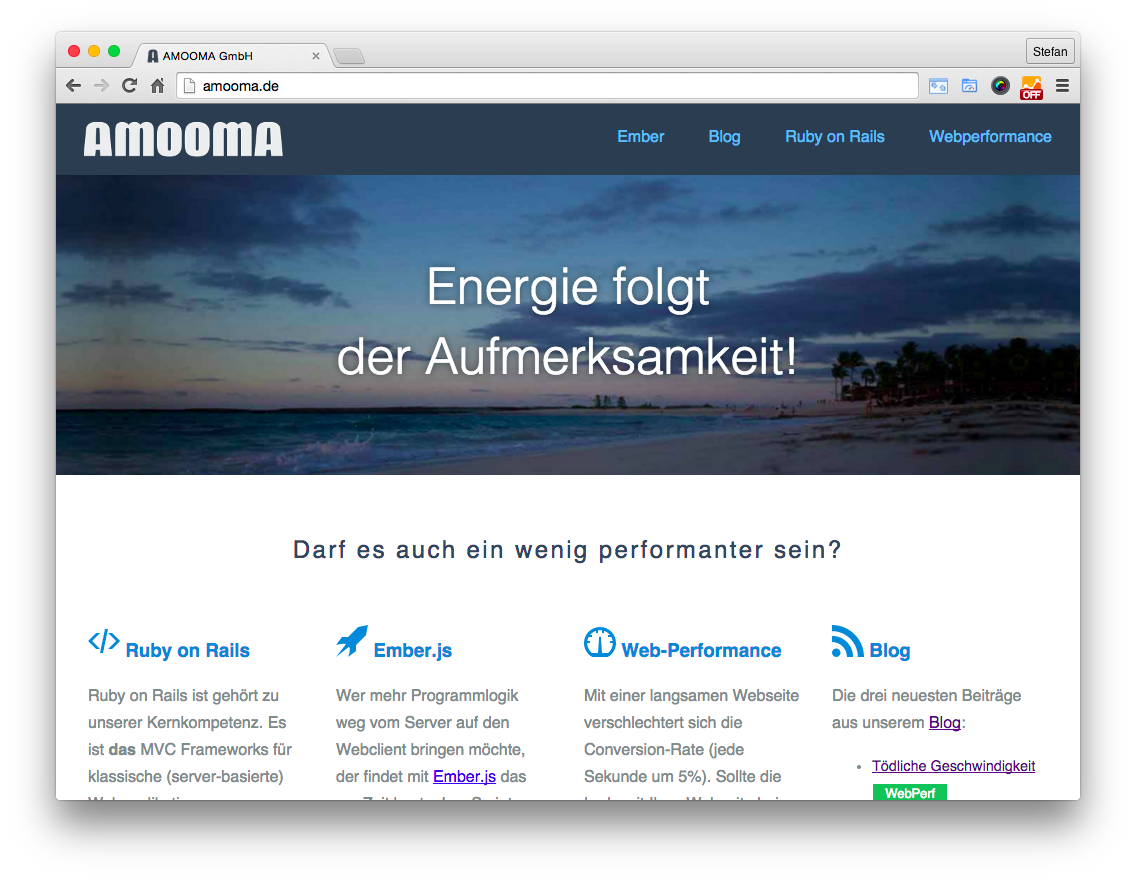 AMOOMA GmbH
Stefan
amooma.de
OFF
AMOOMA
Ember Blog Ruby on Rails Webperformance
Energie folgt
der Aufmerksamkeit!
Darf es auch ein wenig performanter sein?
Ruby on Rails
Ruby on Rails ist gehört zu
unserer Kernkompetenz. Es
ist das MVC Frameworks für
klassische (server-basierte)
Ember.js
Wer mehr Programmlogik
weg vom Server auf den
Webclient bringen möchte,
der findet mit Ember.js das
Web-Performance
Mit einer langsamen Webseite
verschlechtert sich die
Conversion-Rate (jede
Sekunde um 5%). Sollte die
Blog
Die drei neuesten Beiträge
aus unserem Blog:
• Tödliche Geschwindigkeit
WebPerf